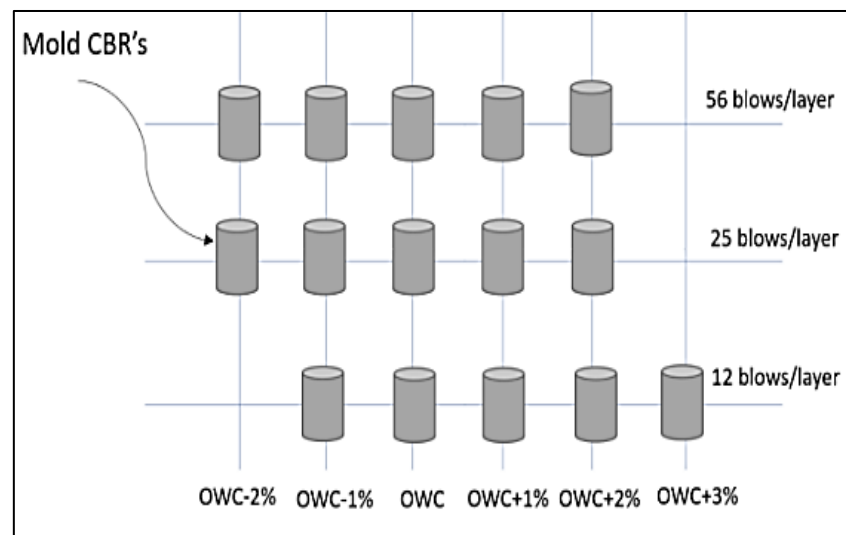 Mold CBR's
56 blows/layer
25 blows/layer
12 blows/layer
OWC-2% OWC-1% OWC OWC+1% OWC+2% OWC+3%